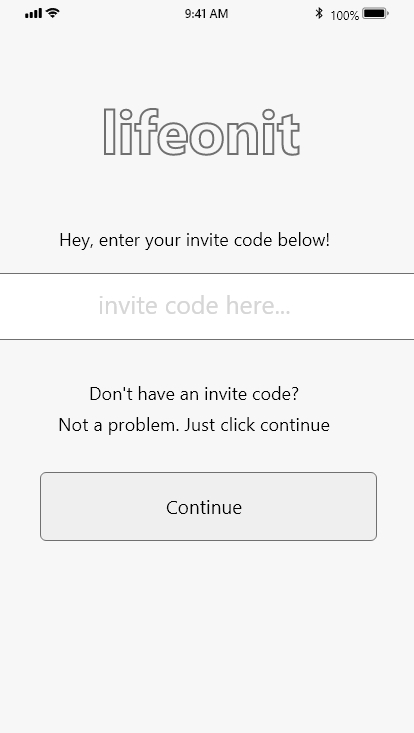 9:41 AM 100%
lifeonit
Hey, enter your invite code below!
invite code here...
Don't have an invite code?
Not a problem. Just click continue
Continue